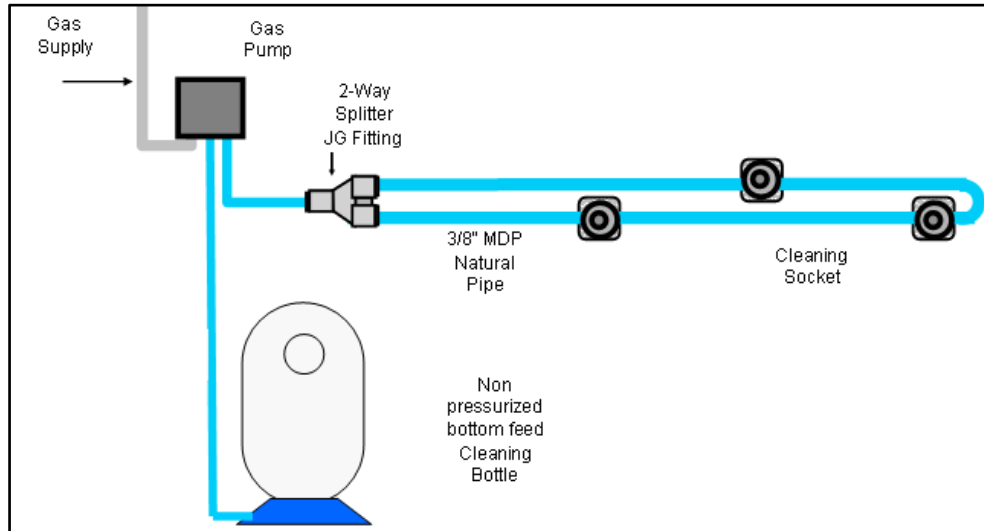 Gas
Supply
Gas
Pump
2-Way
Splitter
JG Fitting
3/8" MDP
Natural
Pipe
Cleaning
Socket
Non
pressurized
bottom feed
Cleaning
Bottle